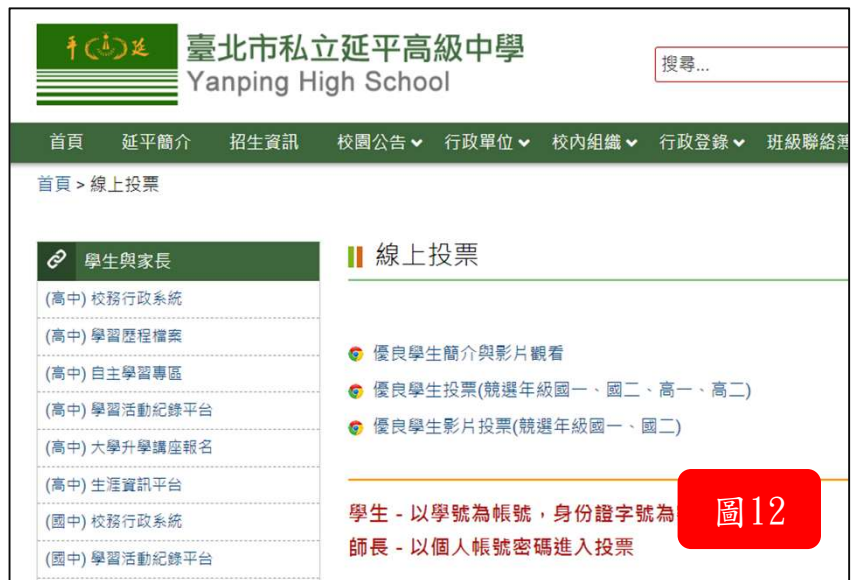 平延
臺北市私立延平高級中學
Yanping High School
搜尋...
首頁 延平簡介 招生資訊 校園公告 行政單位 校內組織 行政登錄 班級聯絡簿
首頁 > 線上投票
學生與家長
(高中) 校務行政系統
(高中) 學習歷程檔案
(高中) 自主學習專區
(高中) 學習活動紀錄平台
(高中) 大學升學講座報名
(高中) 生涯資訊平台
(國中) 校務行政系統
(國中) 學習活動紀錄平台
線上投票
優良學生簡介與影片觀看
優良學生投票(競選年級國一、國二、高一、高二)
優良學生影片投票(競選年級國一、國二)
學生 - 以學號為帳號，身份證字號為
師長 - 以個人帳號密碼進入投票
圖12